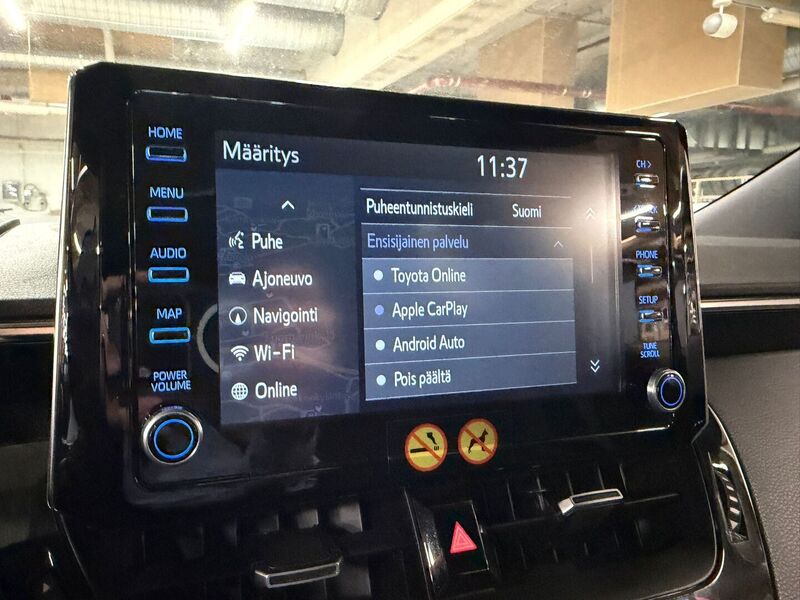 HOME
MENU
AUDIO
MAP
POWER
VOLUME
Määritys
11:37
Puhe
Ajoneuvo
Navigointi
Wi-Fi
Online
Puheentunnistuskieli Suomi
Ensisijainen palvelu
Toyota Online
Apple CarPlay
Android Auto
Pois päältä
CH >
PHONE
SETUP
TUNE
SCROLL